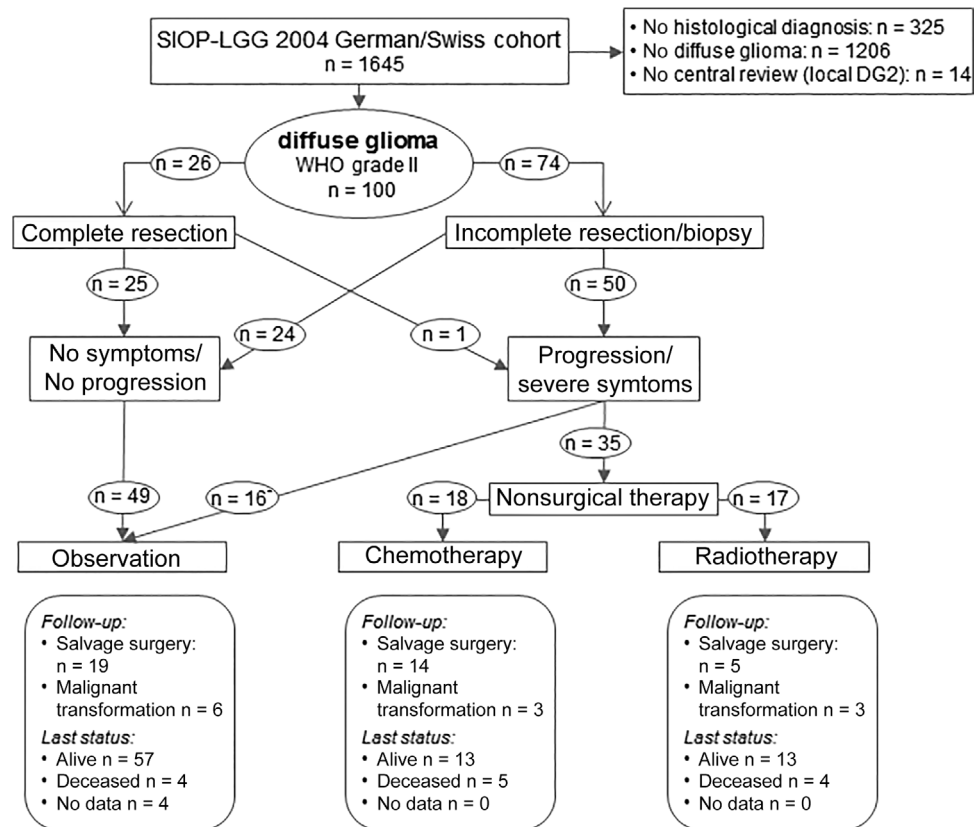 SIOP-LGG 2004 German/Swiss cohort
n = 1645
• No histological diagnosis: n = 325
• No diffuse glioma: n = 1206
• No central review (local DG2): n = 14
diffuse glioma
WHO grade II
n = 100
n = 26
n = 74
Complete resection
Incomplete resection/biopsy
n = 25
n = 50
n = 24
n = 1
No symptoms/
No progression
Progression/
severe symtoms
n = 35
n = 49
n = 16-
n = 18
Nonsurgical therapy
n = 17
Observation
Chemotherapy
Radiotherapy
Follow-up:
• Salvage surgery:
n = 19
• Malignant
transformation n = 6
Last status:
• Alive n = 57
• Deceased n = 4
• No data n = 4
Follow-up:
• Salvage surgery:
n = 14
• Malignant
transformation n = 3
Last status:
• Alive n = 13
• Deceased n = 5
• No data n = 0
Follow-up:
• Salvage surgery:
n = 5
• Malignant
transformation n = 3
Last status:
• Alive n = 13
• Deceased n = 4
• No data n = 0